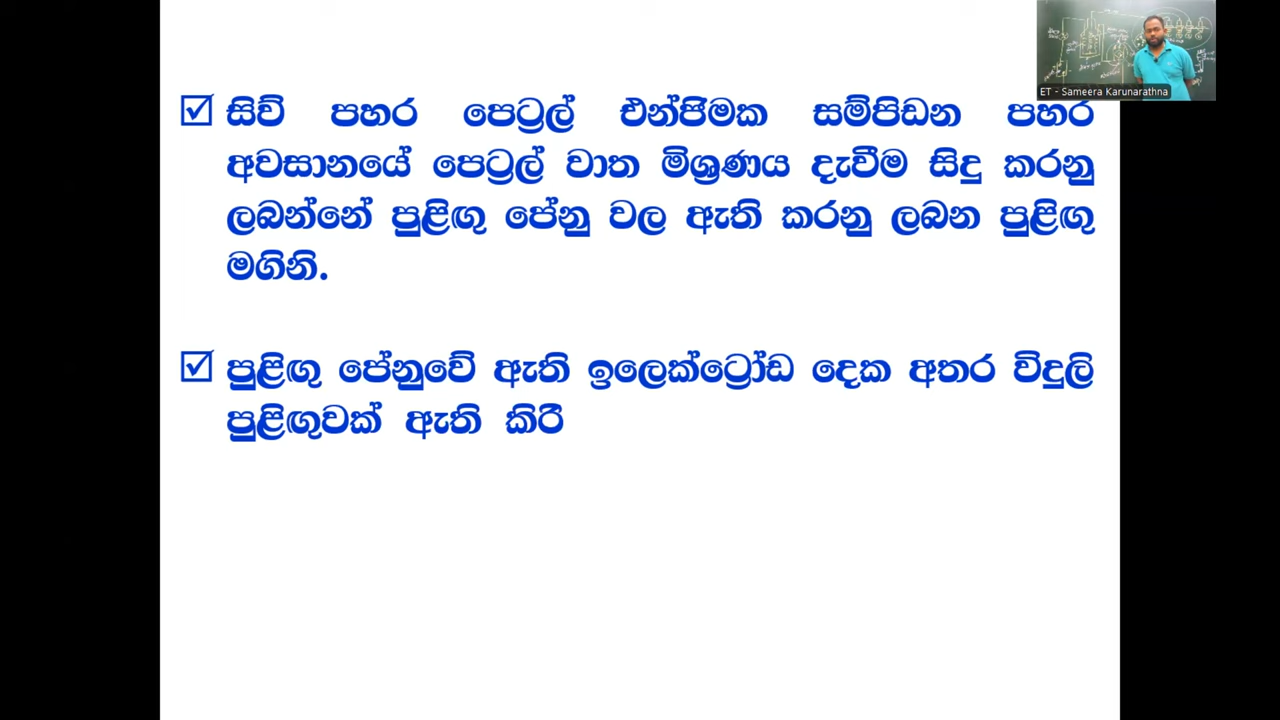 ET - Sameera Karunarathna
☑ සිව් පහර පෙට්‍රල් එන්ජිමක සම්පිඩන පහර
අවසානයේ පෙට්‍රල් වාත මිශ්‍රණය දැවීම සිදු කරනු
ලබන්නේ පුළිඟු පේනු වල ඇති කරනු ලබන පුළිඟු
මගිනි.
☑ පුළිඟු පේනුවේ ඇති ඉලෙක්ට්‍රෝඩ දෙක අතර විදුලි
පුළිඟුවක් ඇති කිරී